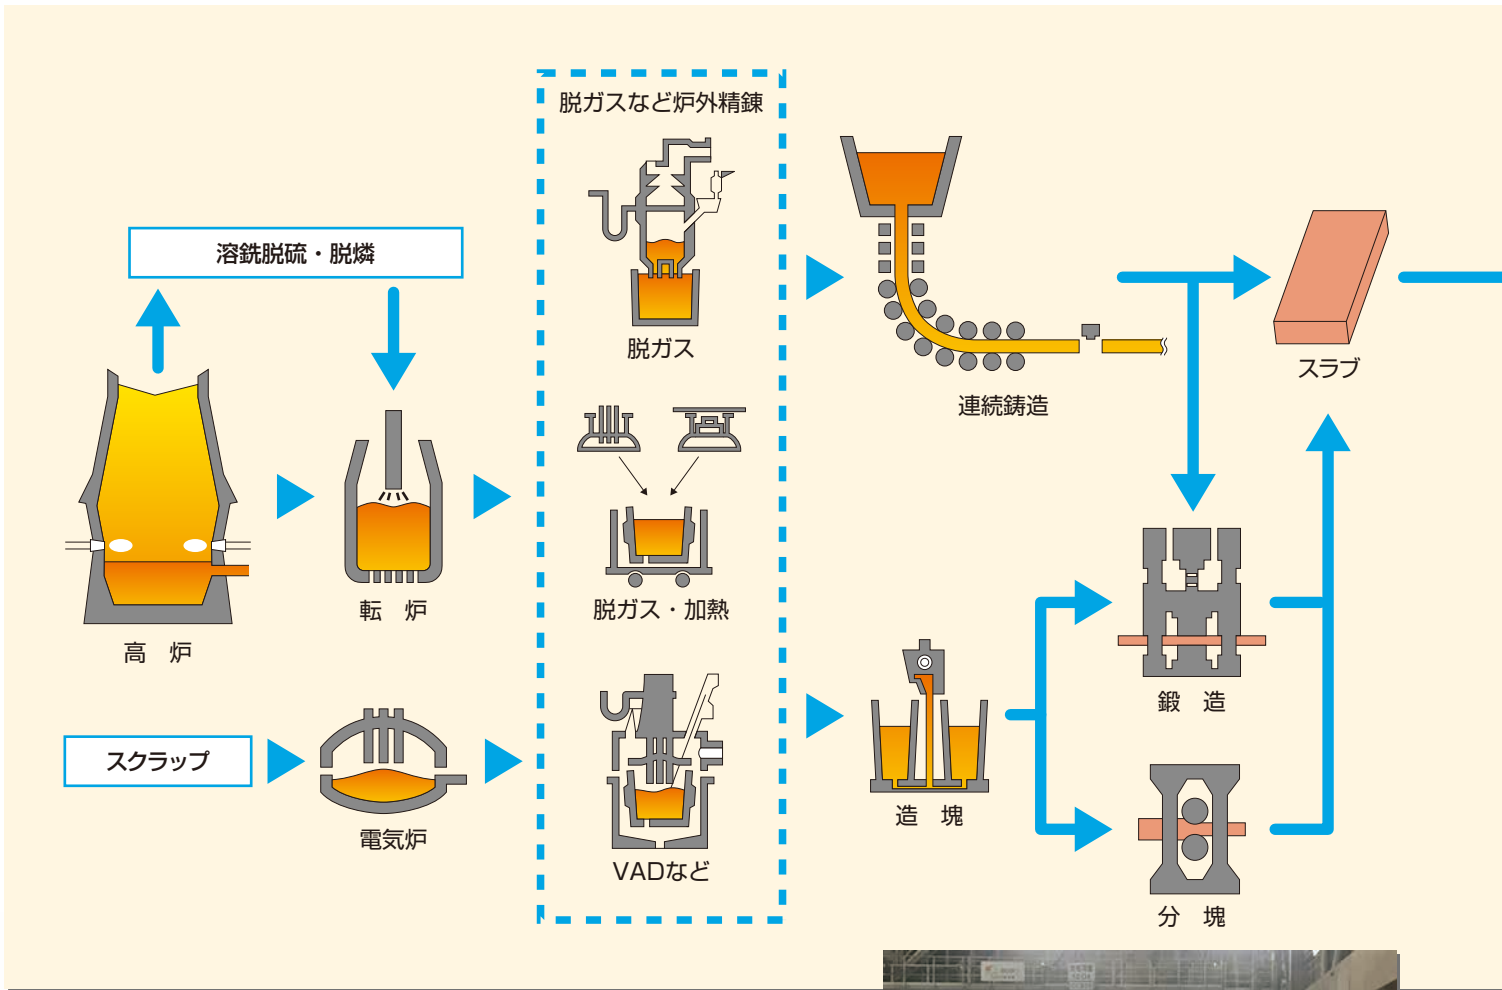 脱ガスなど炉外精錬
溶銑脱硫・脱燐
脱ガス
スラブ
連続鋳造
脱ガス・加熱
転 炉
高 炉
鍛 造
スクラップ
造 塊
電気炉
VADなど
分 塊